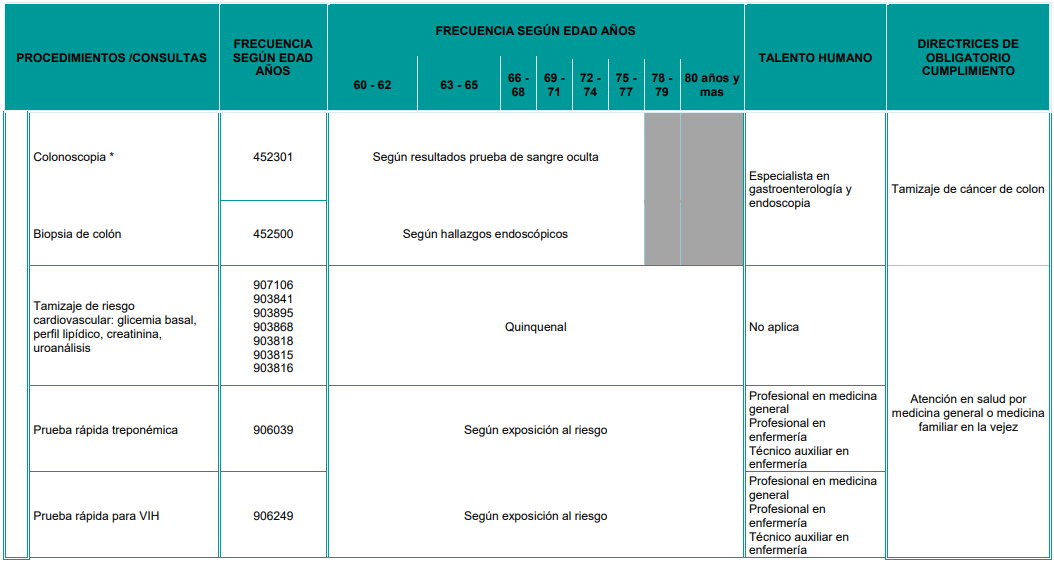 PROCEDIMIENTOS /CONSULTAS
FRECUENCIA
SEGÚN EDAD
AÑOS
FRECUENCIA SEGÚN EDAD AÑOS
60 - 62
63 - 65
66 -
68
69 -
71
72 -
74
75 -
77
78 -
79
80 años y
mas
TALENTO HUMANO
DIRECTRICES DE
OBLIGATORIO
CUMPLIMIENTO
Colonoscopia *
452301
Según resultados prueba de sangre oculta
Especialista en
gastroenterología y
endoscopia
Tamizaje de cáncer de colon
Biopsia de colón
452500
Según hallazgos endoscópicos
Tamizaje de riesgo
cardiovascular: glicemia basal,
perfil lipídico, creatinina,
uroanálisis
907106
903841
903895
903868
903818
903815
903816
Quinquenal
No aplica
Atención en salud por
medicina general o medicina
familiar en la vejez
Prueba rápida treponémica
906039
Según exposición al riesgo
Profesional en medicina
general
Profesional en
enfermería
Técnico auxiliar en
enfermería
Prueba rápida para VIH
906249
Según exposición al riesgo
Profesional en medicina
general
Profesional en
enfermería
Técnico auxiliar en
enfermería